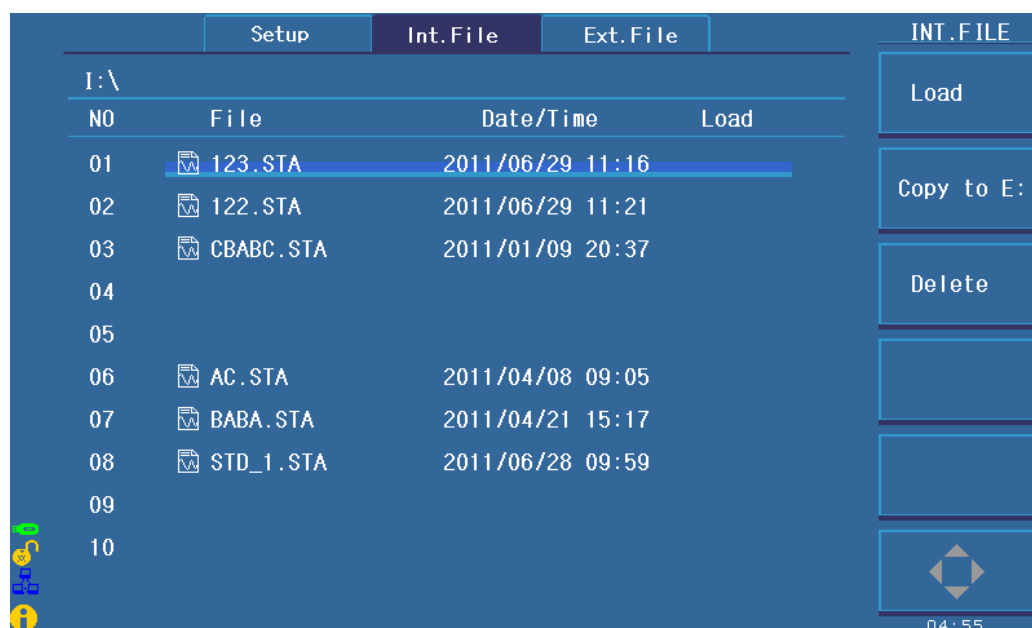 Setup Int.File Ext.File INT.FILE
I:\
NO File Date/Time Load
01 123.STA 2011/06/29 11:16
02 122.STA 2011/06/29 11:21
03 CBABC.STA 2011/01/09 20:37
04
05
06 AC.STA 2011/04/08 09:05
07 BABA.STA 2011/04/21 15:17
08 STD_1.STA 2011/06/28 09:59
09
10
Load
Copy to E:
Delete
04:55